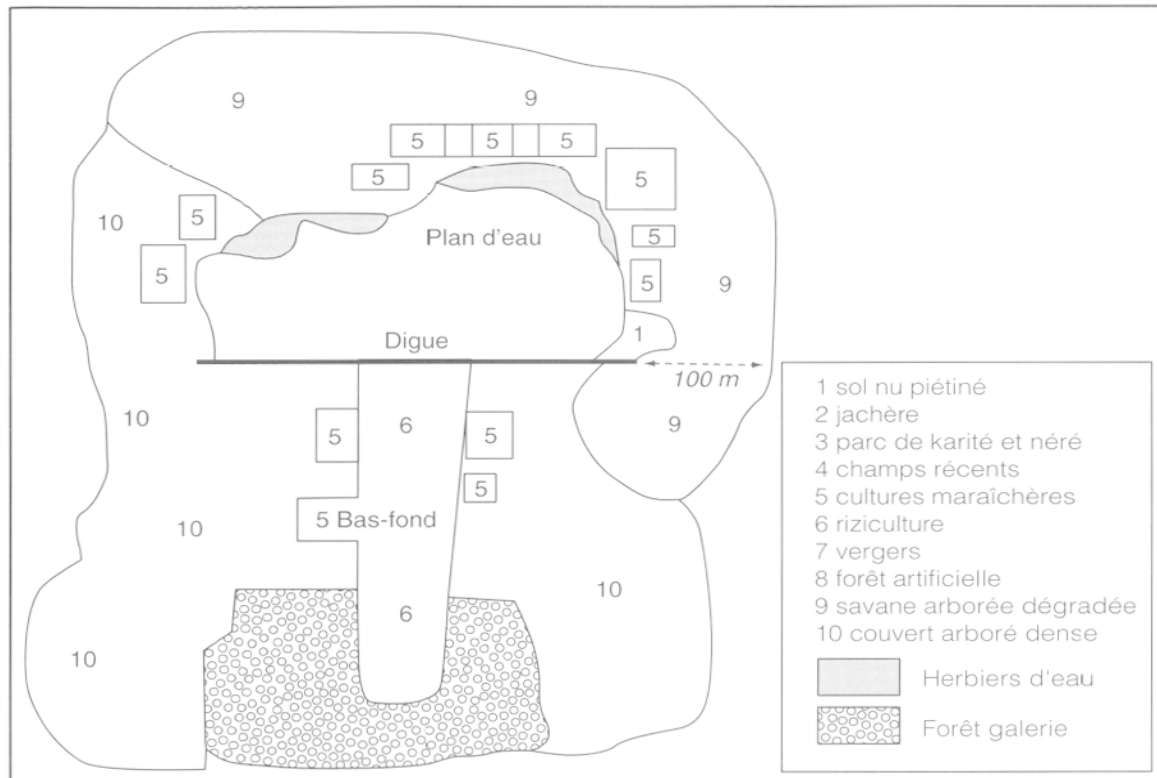 9 9
5 5 5
5 5
10 5
5
Plan d'eau
5
5 9
Digue
1
100 m
10 6 9
5 5
5
10 5 Bas-fond
10
6
10
1 sol nu piétiné
2 jachère
3 parc de karité et néré
4 champs récents
5 cultures maraîchères
6 riziculture
7 vergers
8 forêt artificielle
9 savane arborée dégradée
10 couvert arboré dense
Herbiers d'eau
Forêt galerie